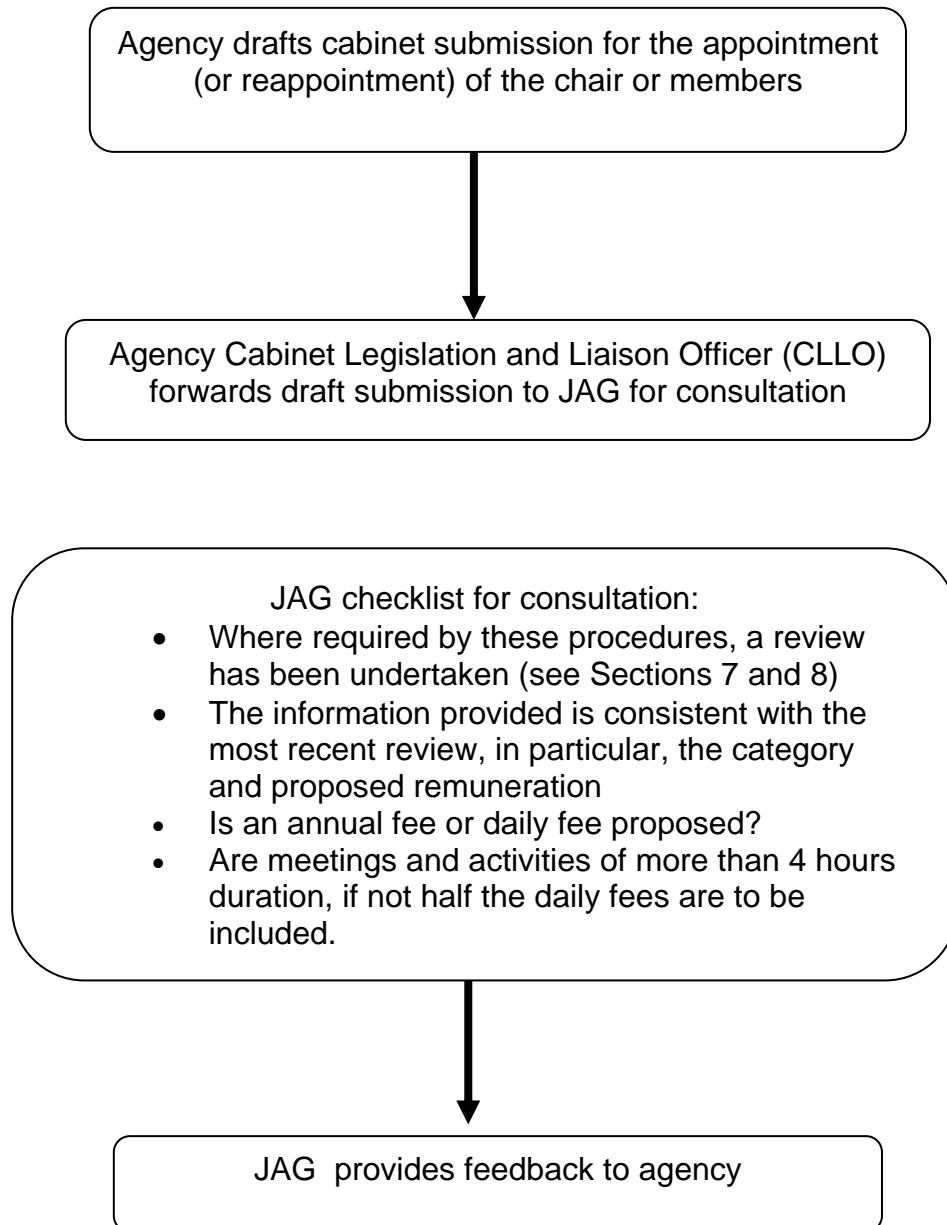 Agency drafts cabinet submission for the appointment
(or reappointment) of the chair or members
Agency Cabinet Legislation and Liaison Officer (CLLO)
forwards draft submission to JAG for consultation
JAG checklist for consultation:
• Where required by these procedures, a review
has been undertaken (see Sections 7 and 8)
• The information provided is consistent with the
most recent review, in particular, the category
and proposed remuneration
• Is an annual fee or daily fee proposed?
• Are meetings and activities of more than 4 hours
duration, if not half the daily fees are to be
included.
JAG provides feedback to agency